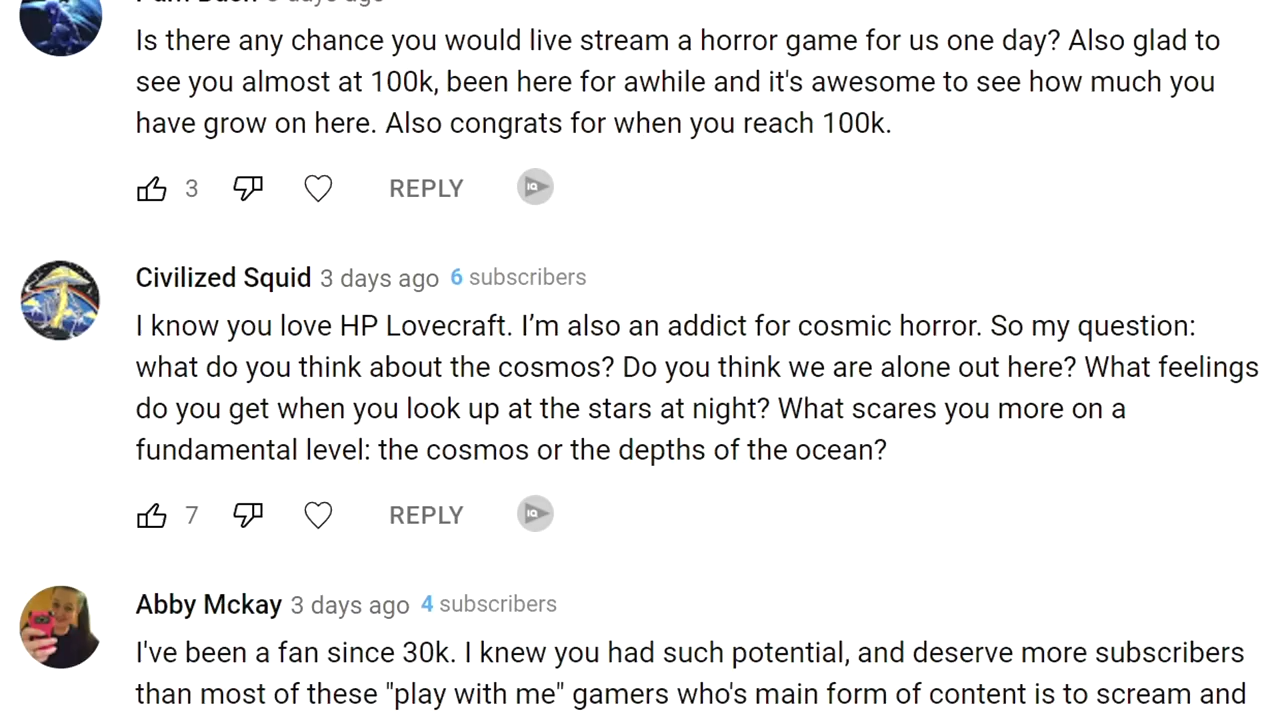 Is there any chance you would live stream a horror game for us one day? Also glad to
see you almost at 100k, been here for awhile and it's awesome to see how much you
have grow on here. Also congrats for when you reach 100k.
3 REPLY IQ
Civilized Squid 3 days ago 6 subscribers
I know you love HP Lovecraft. I’m also an addict for cosmic horror. So my question:
what do you think about the cosmos? Do you think we are alone out here? What feelings
do you get when you look up at the stars at night? What scares you more on a
fundamental level: the cosmos or the depths of the ocean?
7 REPLY IQ
Abby Mckay 3 days ago 4 subscribers
I've been a fan since 30k. I knew you had such potential, and deserve more subscribers
than most of these "play with me" gamers who's main form of content is to scream and